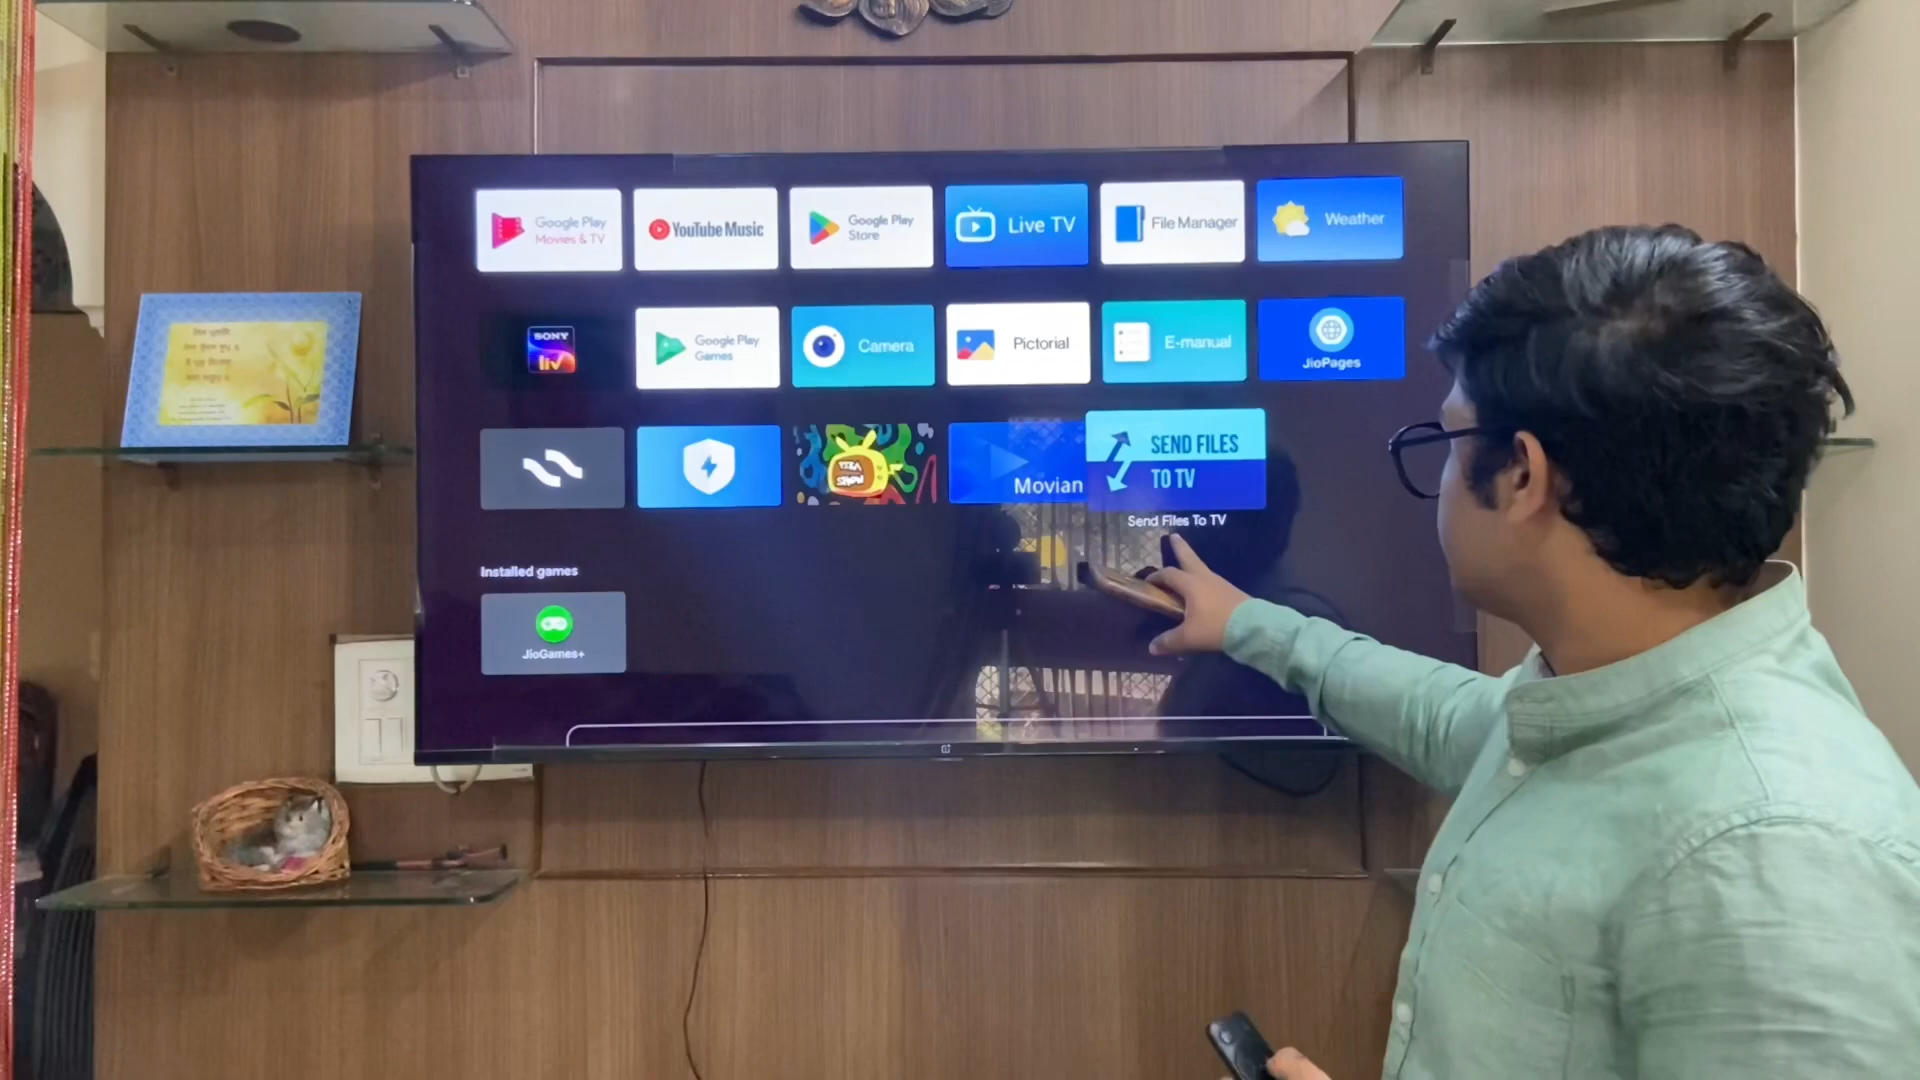 Google Play
Movies & TV
YouTube Music
Google Play
Store
Live TV
File Manager
Weather
SONY
liv
Google Play
Games
Camera
Pictorial
E-manual
JioPages
SHOW
Movian
SEND FILES
TO TV
Send Files To TV
Installed games
JioGames+